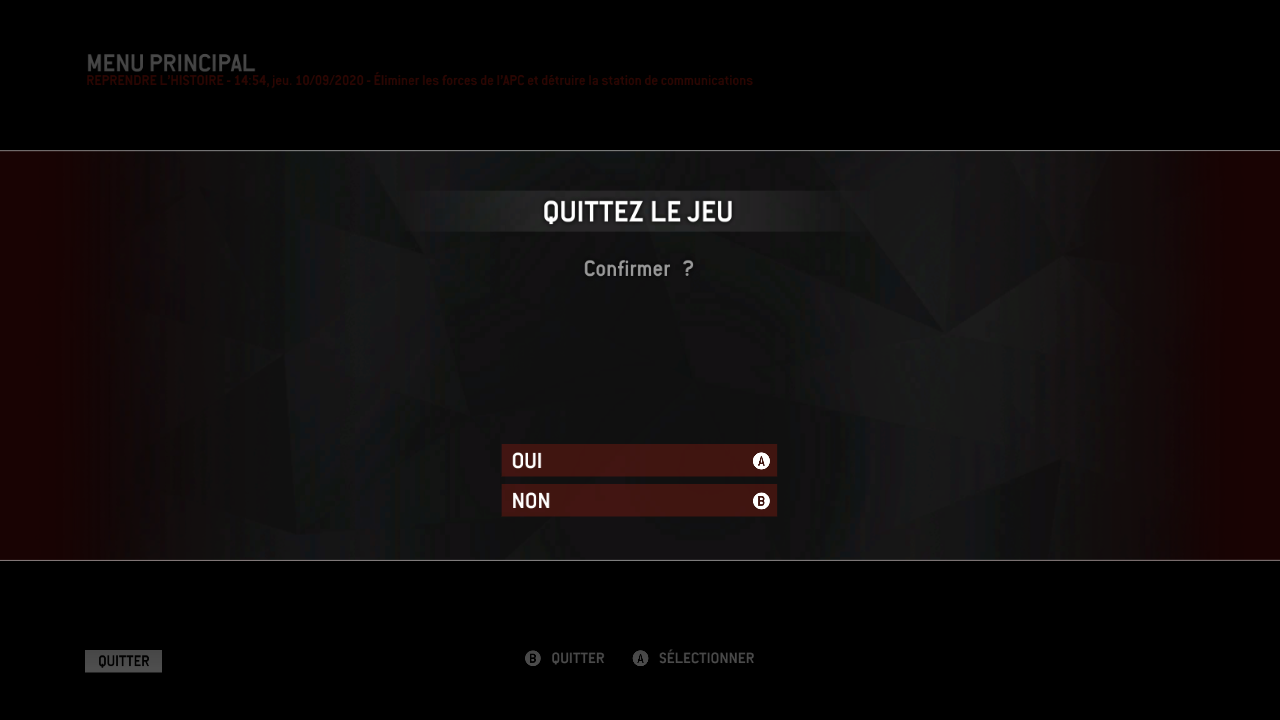 MENU PRINCIPAL
REPRENDRE L'HISTOIRE - 14:54, jeu. 10/09/2020 - Éliminer les forces de l'APC et détruire la station de communications
QUITTEZ LE JEU
Confirmer ?
OUI A
NON B
QUITTER
B QUITTER A SÉLECTIONNER